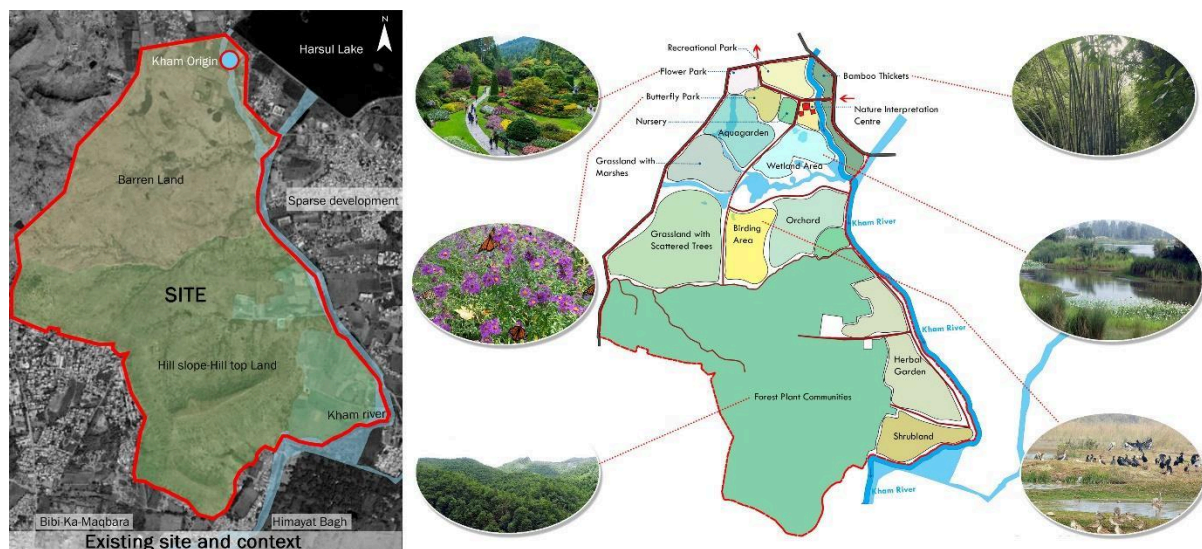 N
Harsul Lake
Kham Origin
Barren Land
Sparse development
SITE
Hill slope-Hill top Land
Kham river
Bibi-Ka-Maqbara
Himayat Bagh
Existing site and context
Recreational Park
Flower Park
Butterfly Park
Nursery
Aquagarden
Grassland with
Marshes
Bamboo Thickets
Nature Interpretation
Centre
Wetland Area
Grassland with
Scattered Trees
Birding
Area
Orchard
Kham River
Kham River
Herbal
Garden
Forest Plant Communities
Shrubland
Kham River